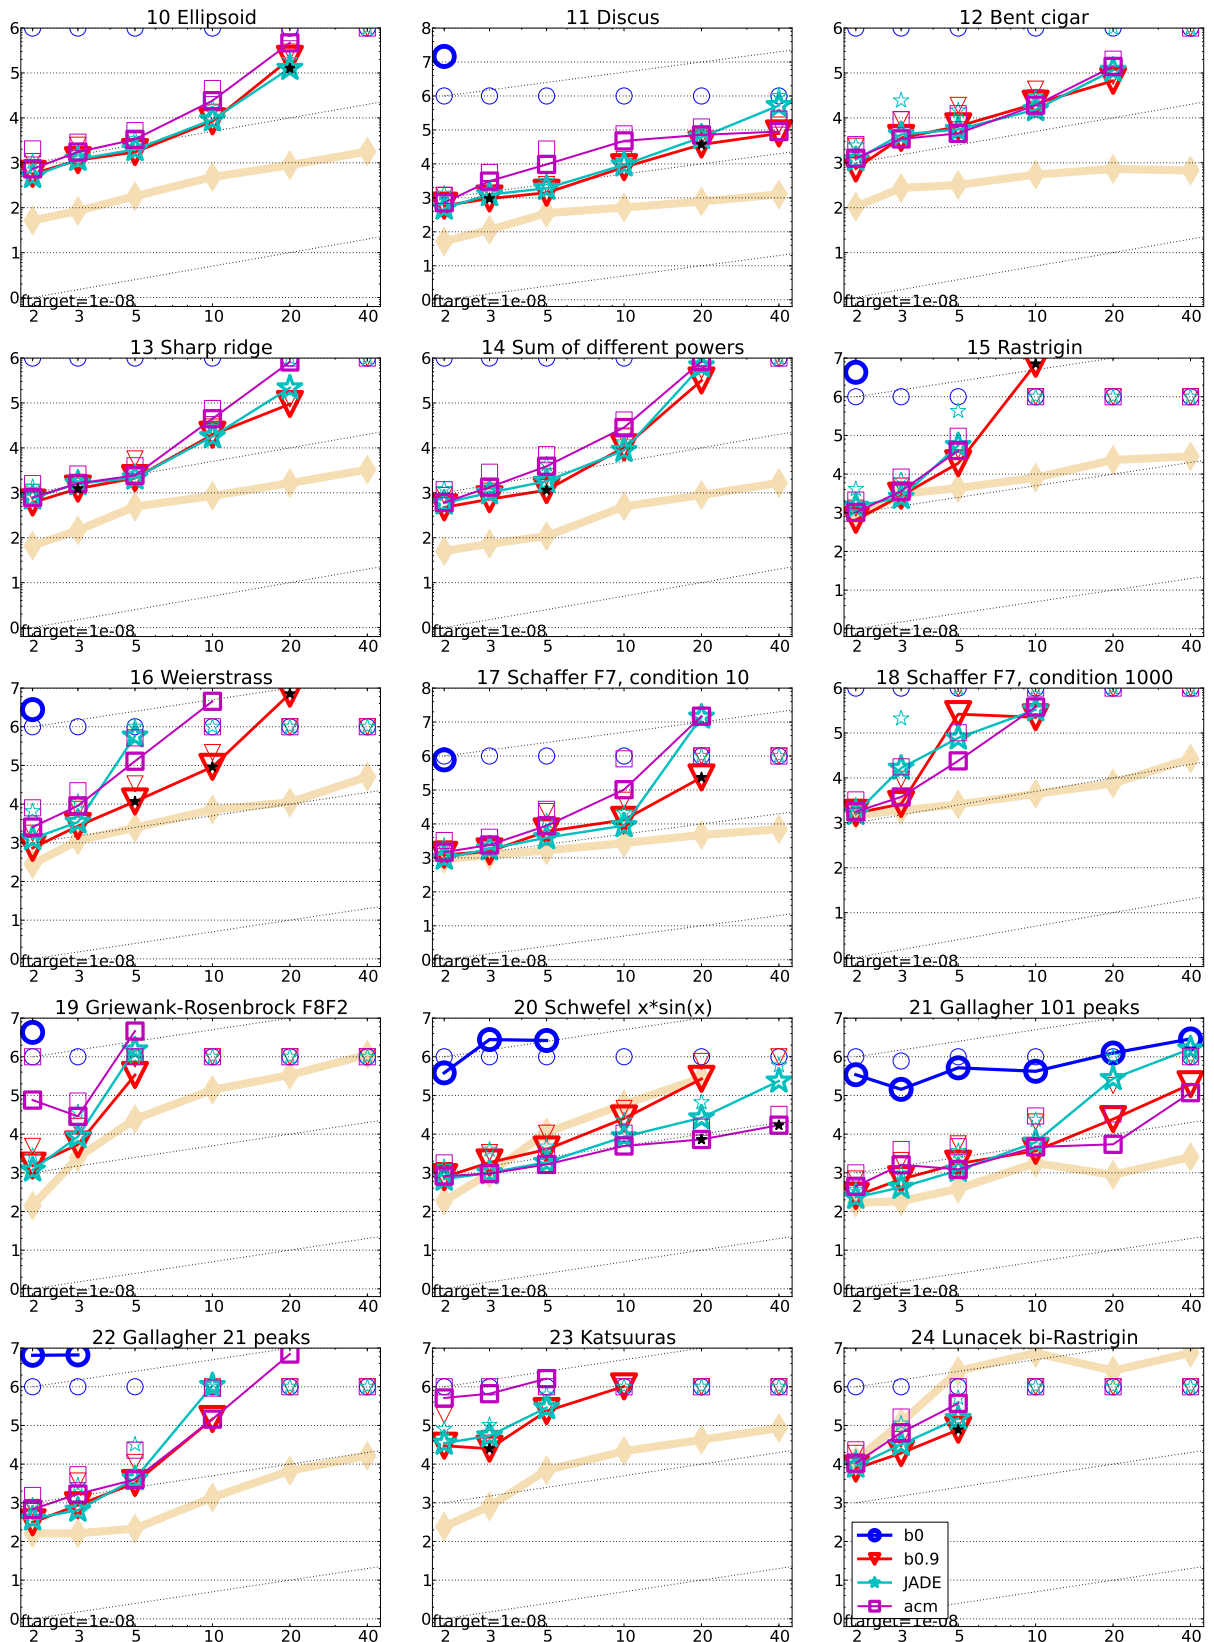 10 Ellipsoid
6
5
4
3
2
1
0
ftarget=1e-08
2 3 5 10 20 40
11 Discus
8
7
6
5
4
3
2
1
0
ftarget=1e-08
2 3 5 10 20 40
12 Bent cigar
6
5
4
3
2
1
0
ftarget=1e-08
2 3 5 10 20 40
13 Sharp ridge
6
5
4
3
2
1
0
ftarget=1e-08
2 3 5 10 20 40
14 Sum of different powers
6
5
4
3
2
1
0
ftarget=1e-08
2 3 5 10 20 40
15 Rastrigin
7
6
5
4
3
2
1
0
ftarget=1e-08
2 3 5 10 20 40
16 Weierstrass
7
6
5
4
3
2
1
0
ftarget=1e-08
2 3 5 10 20 40
17 Schaffer F7, condition 10
8
7
6
5
4
3
2
1
0
ftarget=1e-08
2 3 5 10 20 40
18 Schaffer F7, condition 1000
6
5
4
3
2
1
0
ftarget=1e-08
2 3 5 10 20 40
19 Griewank-Rosenbrock F8F2
7
6
5
4
3
2
1
0
ftarget=1e-08
2 3 5 10 20 40
20 Schwefel x*sin(x)
7
6
5
4
3
2
1
0
ftarget=1e-08
2 3 5 10 20 40
21 Gallagher 101 peaks
7
6
5
4
3
2
1
0
ftarget=1e-08
2 3 5 10 20 40
22 Gallagher 21 peaks
7
6
5
4
3
2
1
0
ftarget=1e-08
2 3 5 10 20 40
23 Katsuuras
7
6
5
4
3
2
1
0
ftarget=1e-08
2 3 5 10 20 40
24 Lunacek bi-Rastrigin
7
6
5
4
3
2
1
0
b0
b0.9
JADE
acm
ftarget=1e-08
2 3 5 10 20 40